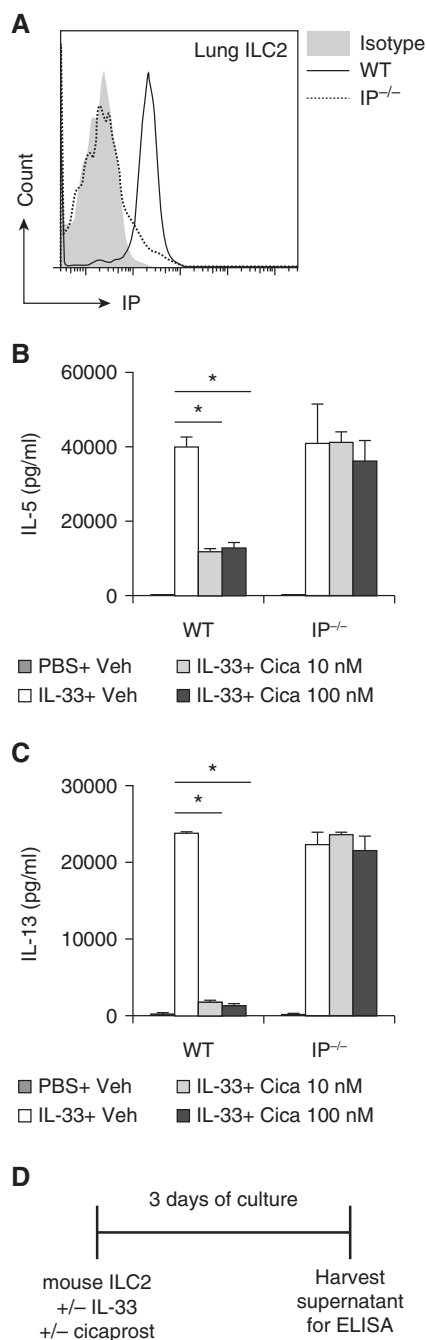 A
Lung ILC2
Isotype
WT
IP–/–
Count
IP
B
IL-5 (pg/ml)
60000
40000
20000
0
*
*
WT
IP–/–
PBS+ Veh
IL-33+ Cica 10 nM
IL-33+ Veh
IL-33+ Cica 100 nM
C
IL-13 (pg/ml)
30000
20000
10000
0
*
*
WT
IP–/–
PBS+ Veh
IL-33+ Cica 10 nM
IL-33+ Veh
IL-33+ Cica 100 nM
D
3 days of culture
mouse ILC2
+/– IL-33
+/– cicaprost
Harvest
supernatant
for ELISA